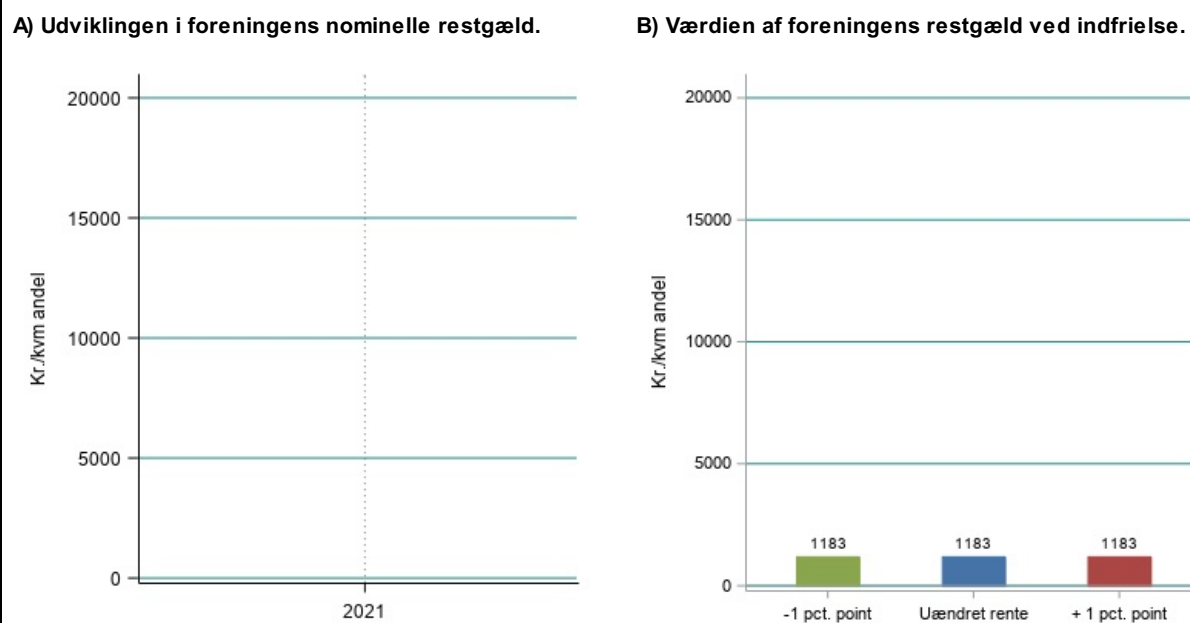 A) Udviklingen i foreningens nominelle restgæld.
20000
15000
10000
5000
0
Kr./kvm andel
2021
B) Værdien af foreningens restgæld ved indfrielse.
20000
15000
10000
5000
0
Kr./kvm andel
1183
1183
1183
-1 pct. point
Uændret rente
+ 1 pct. point